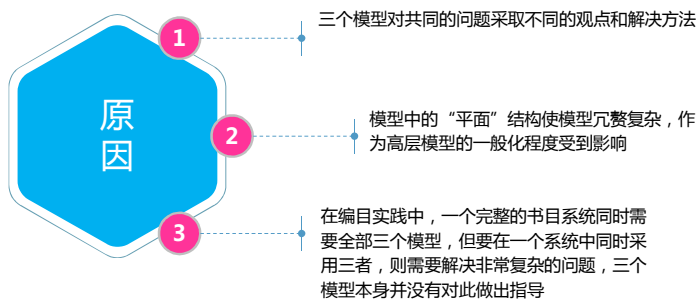 原
因
1
三个模型对共同的问题采取不同的观点和解决方法
2
模型中的“平面”结构使模型冗赘复杂，作
为高层模型的一般化程度受到影响
3
在编目实践中，一个完整的书目系统同时需
要全部三个模型，但要在一个系统中同时采
用三者，则需要解决非常复杂的问题，三个
模型本身并没有对此做出指导